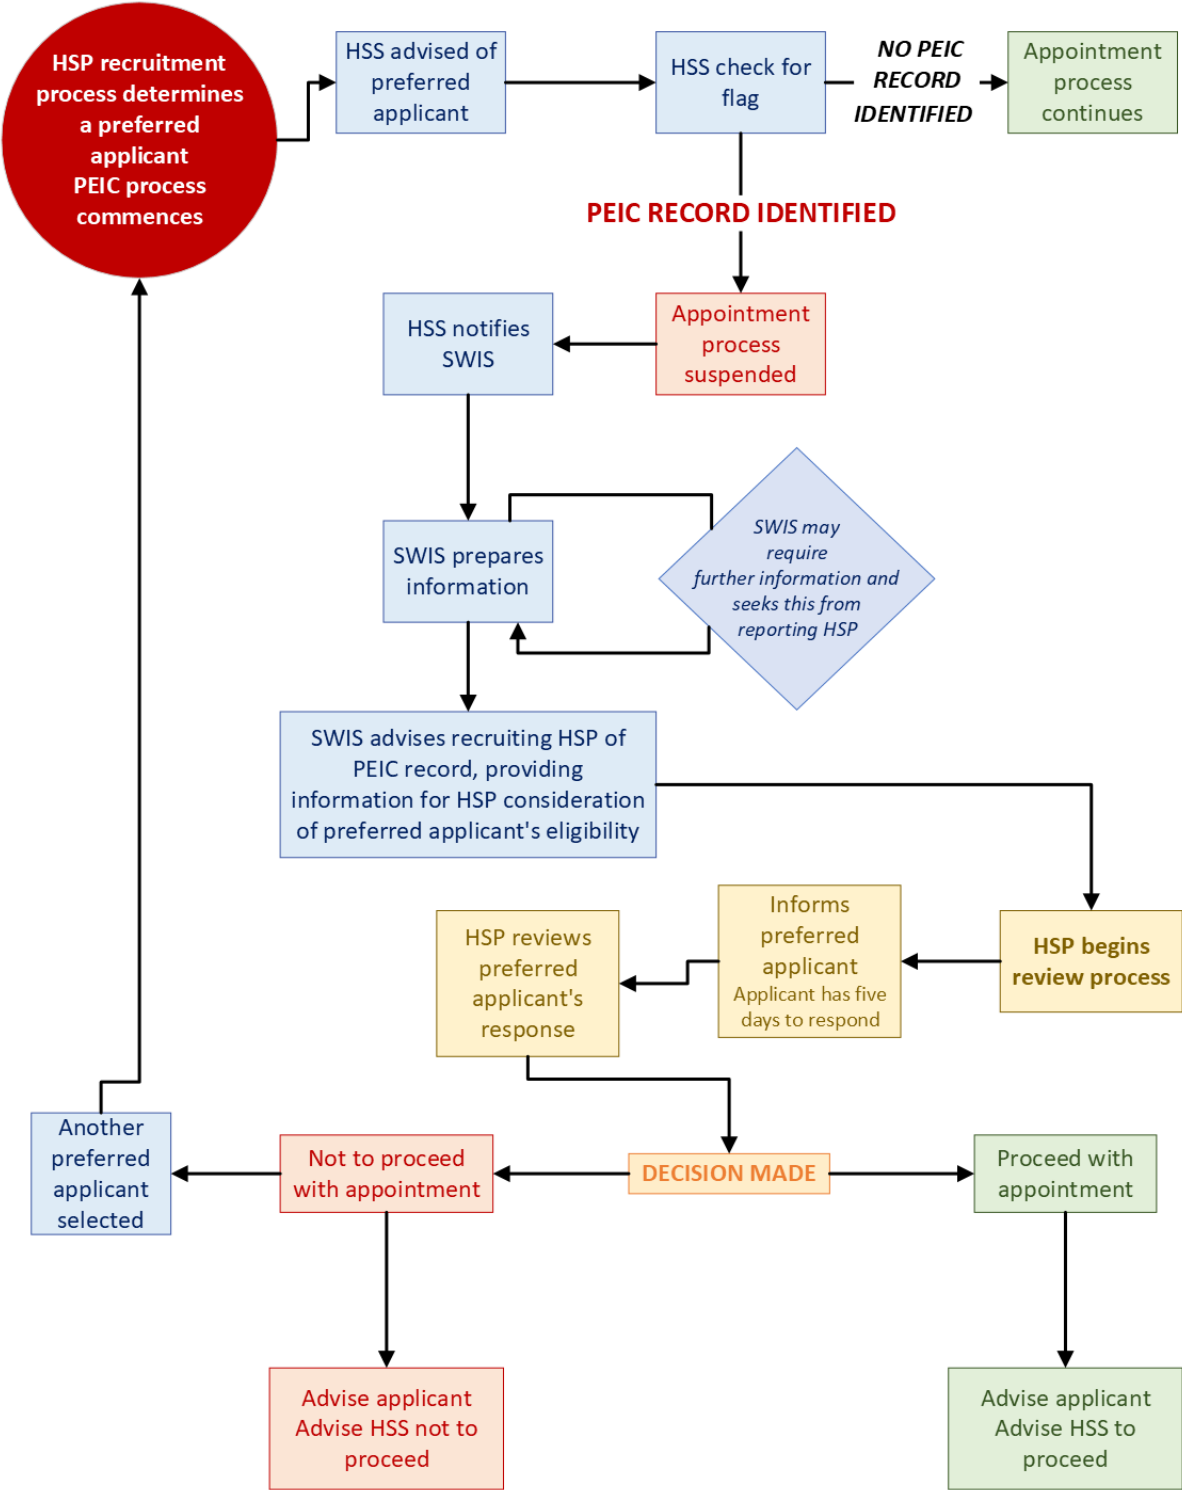 HSP recruitment
process determines
a preferred
applicant
PEIC process
commences
HSS advised of
preferred
applicant
HSS check for
flag
NO PEIC
RECORD
IDENTIFIED
Appointment
process
continues
PEIC RECORD IDENTIFIED
Appointment
process
suspended
HSS notifies
SWIS
SWIS prepares
information
SWIS may
require
further information and
seeks this from
reporting HSP
SWIS advises recruiting HSP of
PEIC record, providing
information for HSP consideration
of preferred applicant's eligibility
HSP begins
review process
Informs
preferred
applicant
Applicant has five
days to respond
HSP reviews
preferred
applicant's
response
DECISION MADE
Not to proceed
with appointment
Another
preferred
applicant
selected
Proceed with
appointment
Advise applicant
Advise HSS not to
proceed
Advise applicant
Advise HSS to
proceed